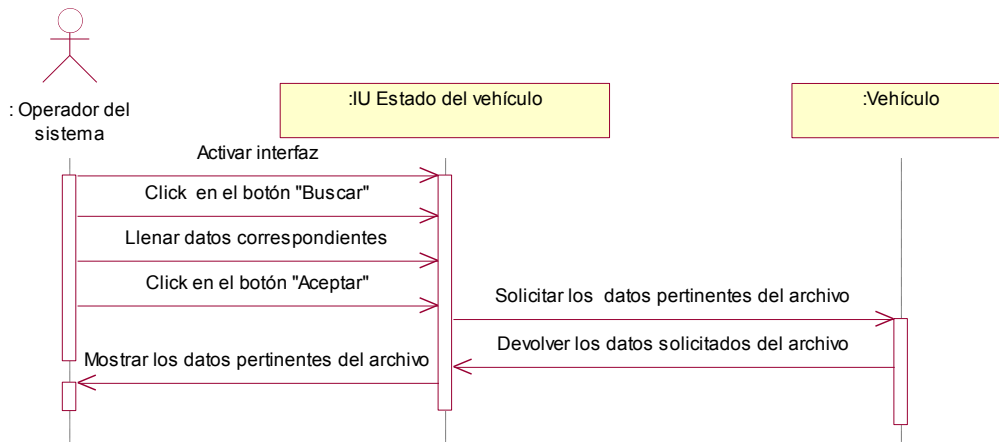 :IU Estado del vehículo
:Vehículo
: Operador del
sistema
Activar interfaz
Click en el botón "Buscar"
Llenar datos correspondientes
Click en el botón "Aceptar"
Solicitar los datos pertinentes del archivo
Devolver los datos solicitados del archivo
Mostrar los datos pertinentes del archivo